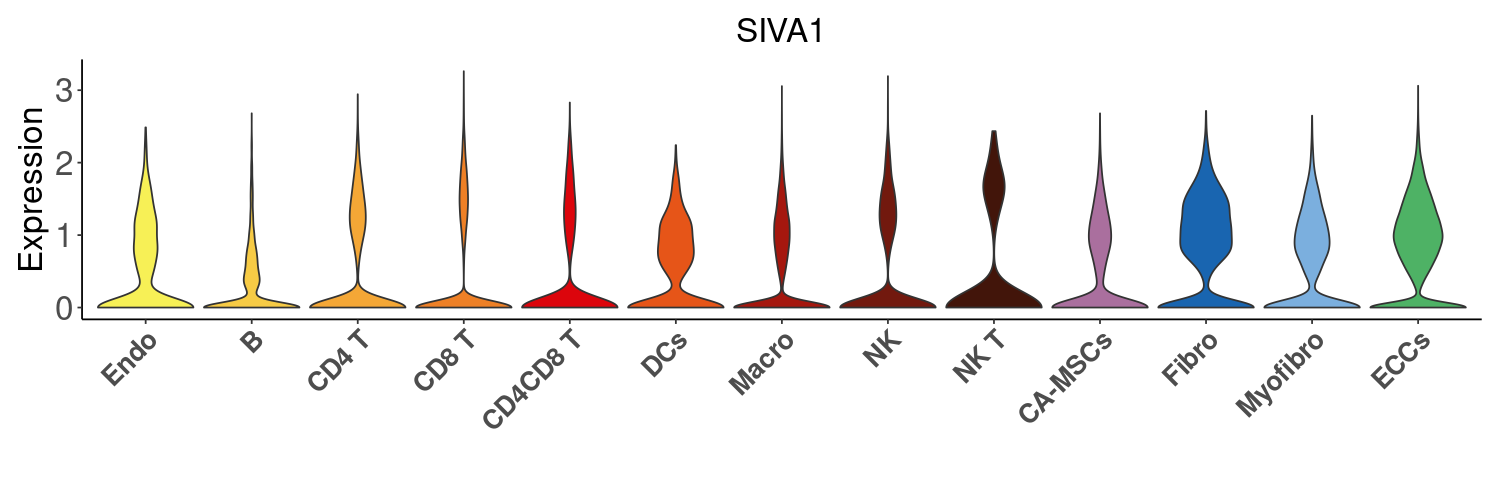 SIVA1
Expression
3
2
1
0
Endo
B
CD4 T
CD8 T
CD4CD8 T
DCs
Macro
NK
NK T
CA-MSCs
Fibro
Myofibro
ECCs